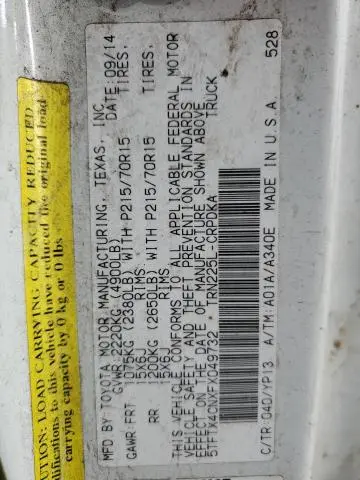 CAUTION: LOAD CARRYING CAPACITY REDUCED
Modifications to this vehicle have reduced the original load
carrying capacity by 0 kg or 0 lbs
MFD BY TOYOTA MOTOR MANUFACTURING, TEXAS, INC.
GVWR: 2220KG (4900LB) DATE: 09/14
GAWR: FRT 1075KG (2380LB) WITH P215/70R15 TIRES,
15X6J RIMS
RR 1200KG (2650LB) WITH P215/70R15 TIRES,
15X6J RIMS
THIS VEHICLE CONFORMS TO ALL APPLICABLE FEDERAL MOTOR
VEHICLE SAFETY AND THEFT PREVENTION STANDARDS IN
EFFECT ON THE DATE OF MANUFACTURE SHOWN ABOVE.
5TFTX4CNXFX049732 * TRN225L-CRPDKA TRUCK
C/TR: 040/YP13 A/TM: A01A/A340E MADE IN U.S.A. 528